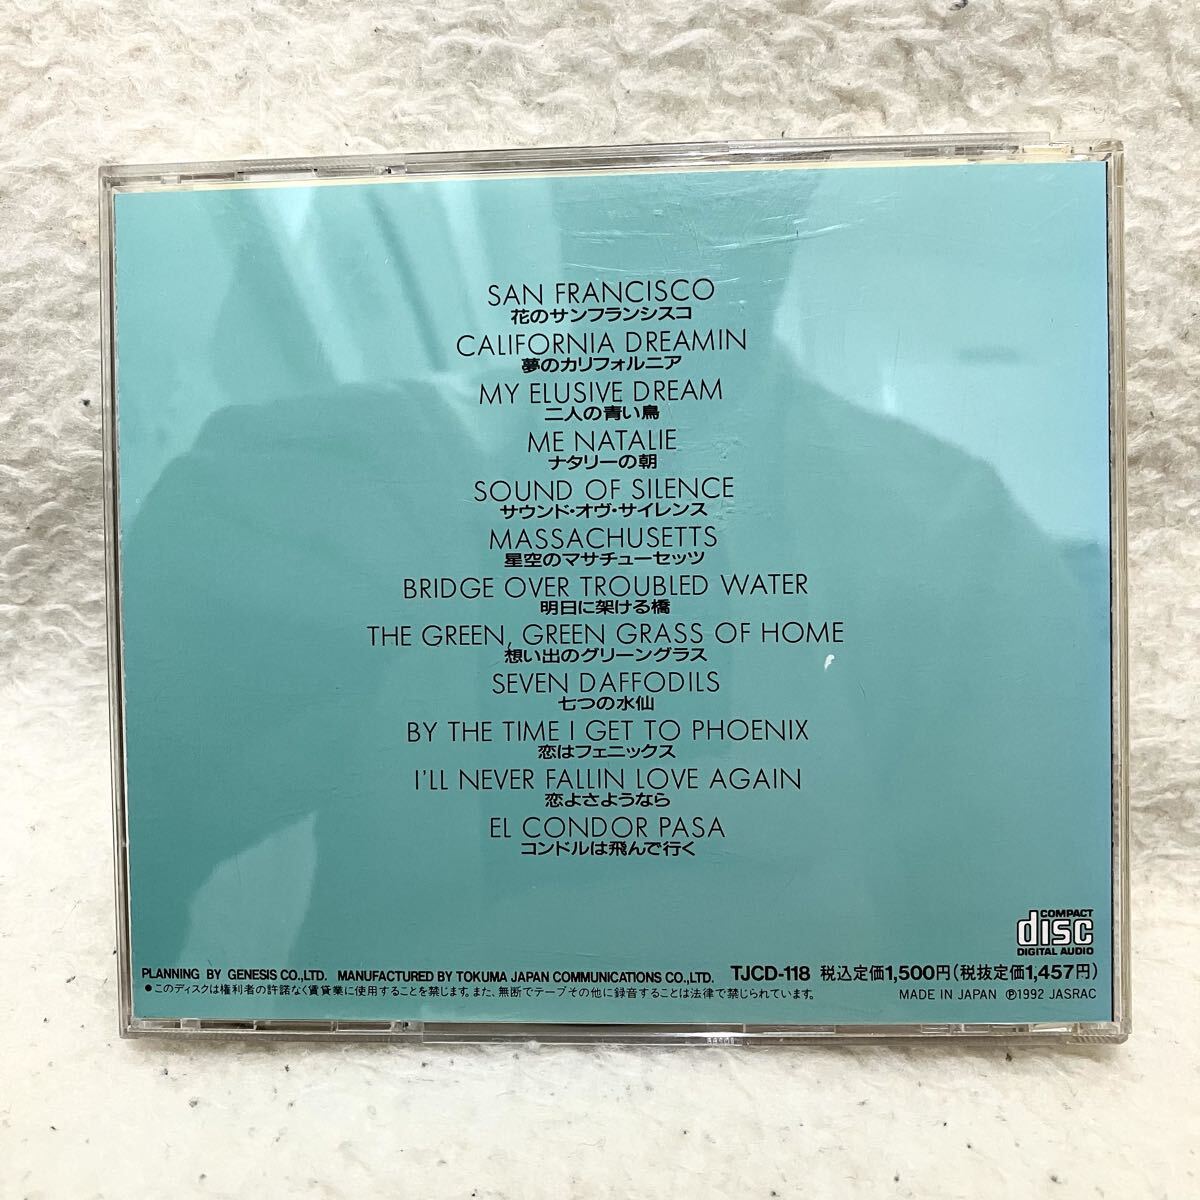 SAN FRANCISCO
花のサンフランシスコ
CALIFORNIA DREAMIN
夢のカリフォルニア
MY ELUSIVE DREAM
二人の青い鳥
ME NATALIE
ナタリーの朝
SOUND OF SILENCE
サウンド・オヴ・サイレンス
MASSACHUSETTS
星空のマサチューセッツ
BRIDGE OVER TROUBLED WATER
明日に架ける橋
THE GREEN, GREEN GRASS OF HOME
想い出のグリーングラス
SEVEN DAFFODILS
七つの水仙
BY THE TIME I GET TO PHOENIX
恋はフェニックス
I'LL NEVER FALLIN LOVE AGAIN
恋よさようなら
EL CONDOR PASA
コンドルは飛んで行く
COMPACT
disc
DIGITAL AUDIO
PLANNING BY GENESIS CO.,LTD. MANUFACTURED BY TOKUMA JAPAN COMMUNICATIONS CO.,LTD. TJCD-118 税込定価1,500円(税抜定価1,457円)
●このディスクは権利者の許諾なく賃貸業に使用することを禁じます。また、無断でテープその他に録音することは法律で禁じられています。 MADE IN JAPAN ℗1992 JASRAC